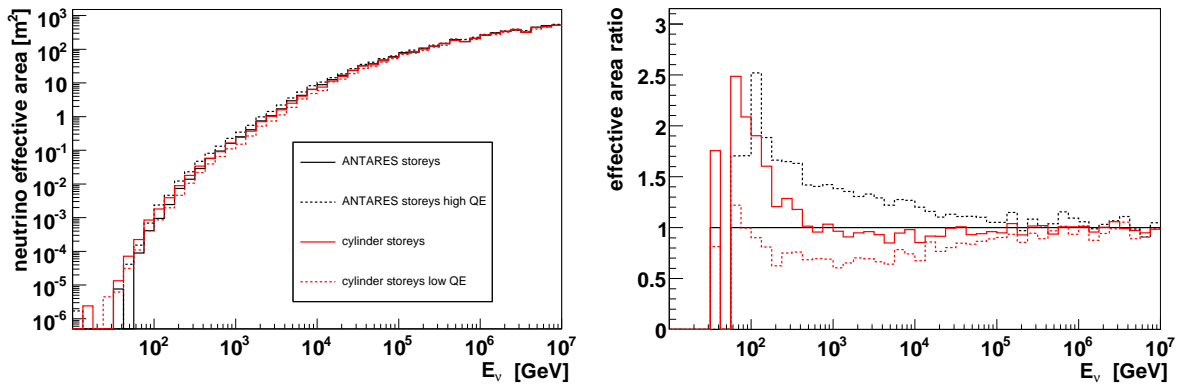 neutrino effective area [m²]
10³
10²
10
1
10⁻¹
10⁻²
10⁻³
10⁻⁴
10⁻⁵
10⁻⁶
ANTARES storeys
ANTARES storeys high QE
cylinder storeys
cylinder storeys low QE
10² 10³ 10⁴ 10⁵ 10⁶ 10⁷
Eᵥ [GeV]
effective area ratio
3
2.5
2
1.5
1
0.5
0
10² 10³ 10⁴ 10⁵ 10⁶ 10⁷
Eᵥ [GeV]